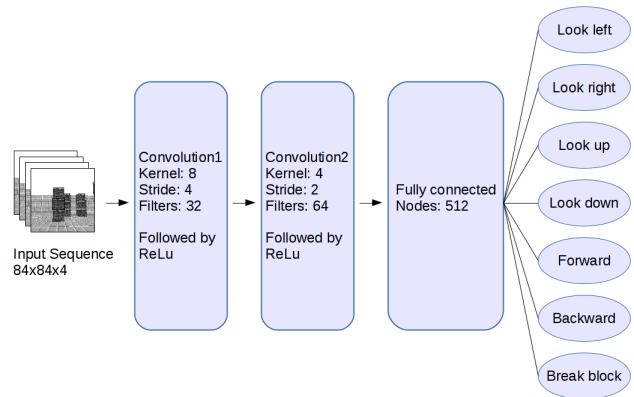 Input Sequence
84x84x4
Convolution1
Kernel: 8
Stride: 4
Filters: 32
Followed by
ReLu
Convolution2
Kernel: 4
Stride: 2
Filters: 64
Followed by
ReLu
Fully connected
Nodes: 512
Look left
Look right
Look up
Look down
Forward
Backward
Break block